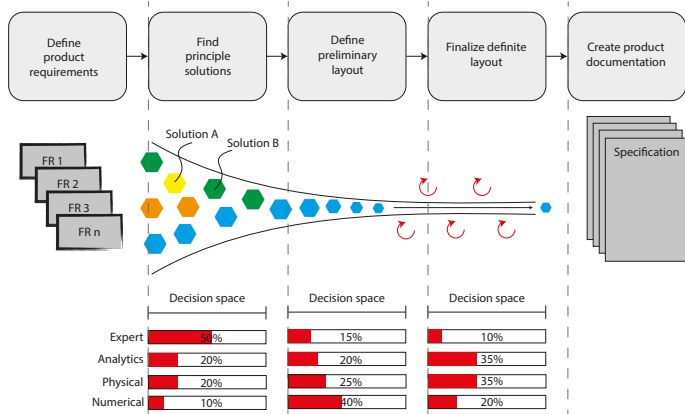 Define
product
requirements
Find
principle
solutions
Define
preliminary
layout
Finalize definite
layout
Create product
documentation
Solution A
Solution B
FR 1
FR 2
FR 3
FR n
Specification
Decision space
Decision space
Decision space
Expert
50%
15%
10%
Analytics
20%
20%
35%
Physical
20%
25%
35%
Numerical
10%
40%
20%